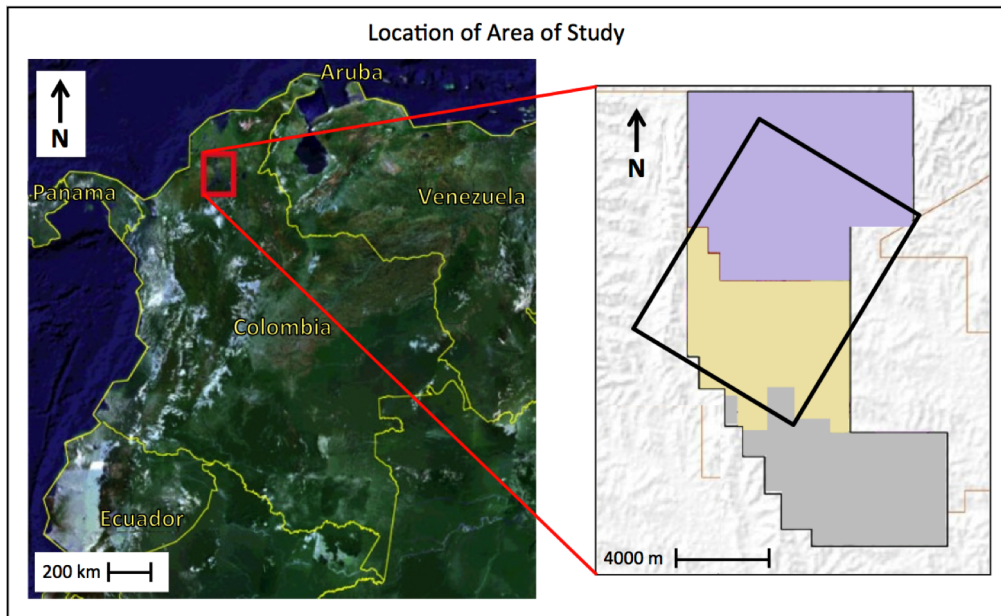 Location of Area of Study
N
Aruba
Panama
Venezuela
Colombia
Ecuador
200 km
N
4000 m